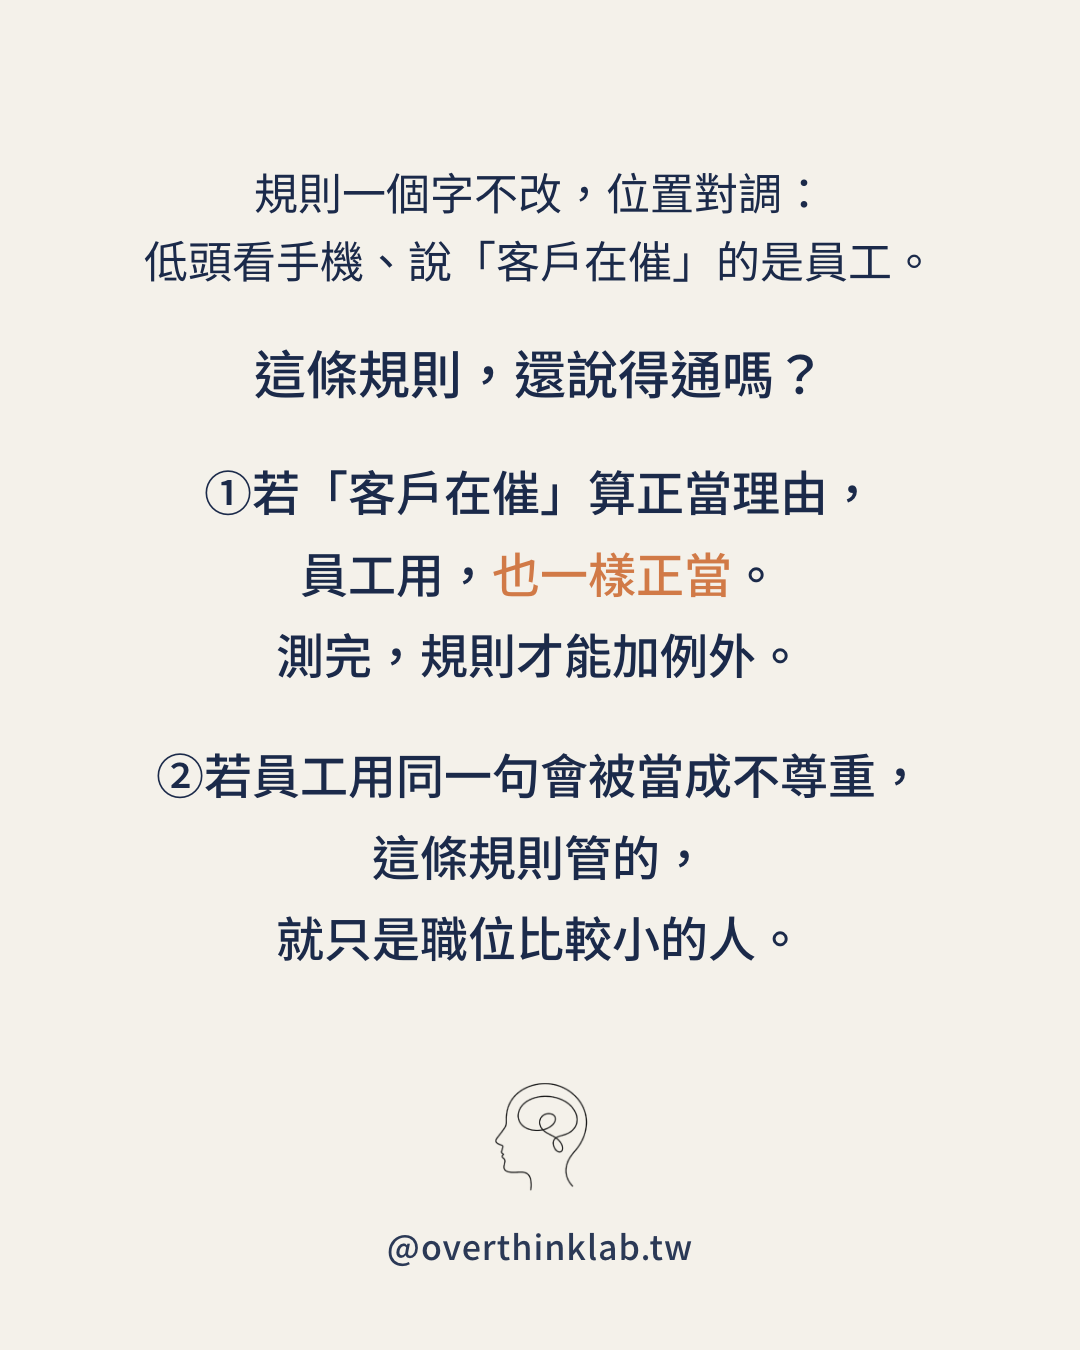 規則一個字不改，位置對調：
低頭看手機、說「客戶在催」的是員工。
這條規則，還說得通嗎？
①若「客戶在催」算正當理由，
員工用，也一樣正當。
測完，規則才能加例外。
②若員工用同一句會被當成不尊重，
這條規則管的，
就只是職位比較小的人。
@overthinklab.tw